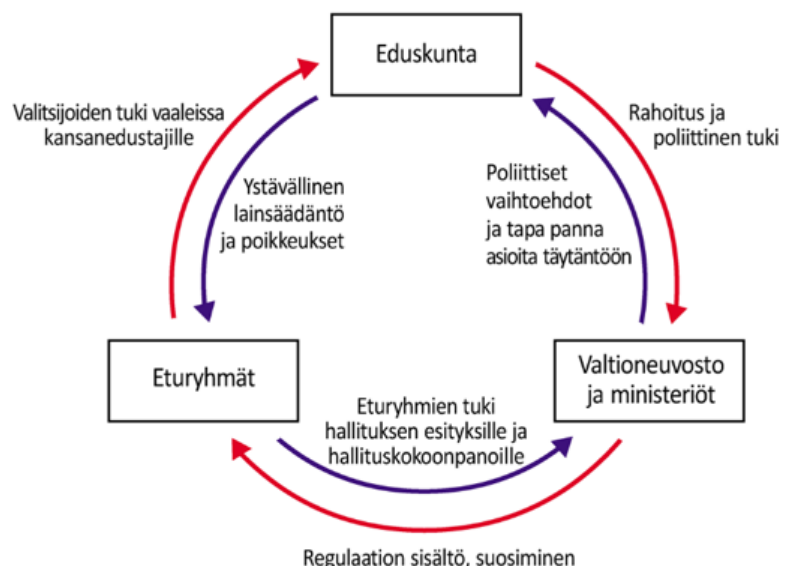 Eduskunta
Valitsijoiden tuki vaaleissa
kansanedustajille
Rahoitus ja
poliittinen tuki
Ystävällinen
lainsäädäntö
ja poikkeukset
Poliittiset
vaihtoehdot
ja tapa panna
asioita täytäntöön
Eturyhmät
Valtioneuvosto
ja ministeriöt
Eturyhmien tuki
hallituksen esityksille ja
hallituskokoonpanoille
Regulaation sisältö, suosiminen